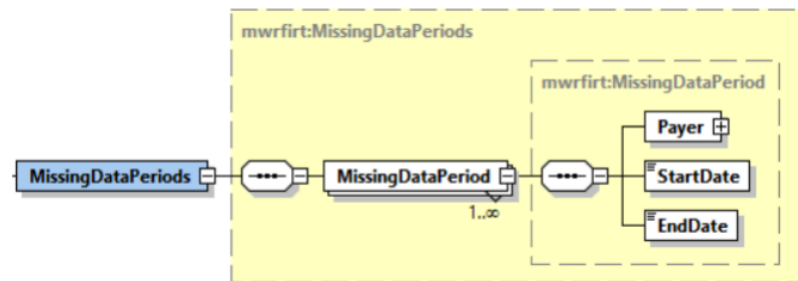 mwrfirt:MissingDataPeriods
mwrfirt:MissingDataPeriod
Payer
MissingDataPeriods
MissingDataPeriod
StartDate
1..∞
EndDate